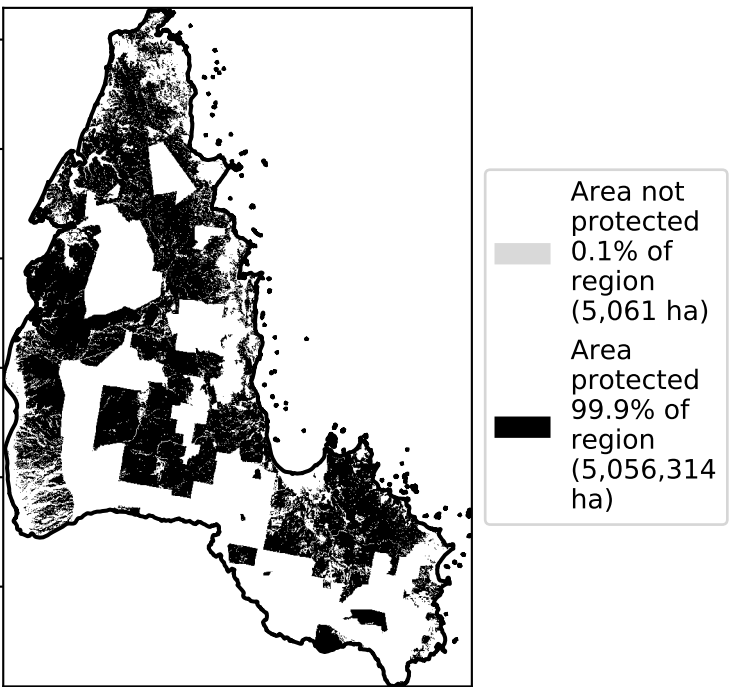 Area not
protected
0.1% of
region
(5,061 ha)
Area
protected
99.9% of
region
(5,056,314
ha)